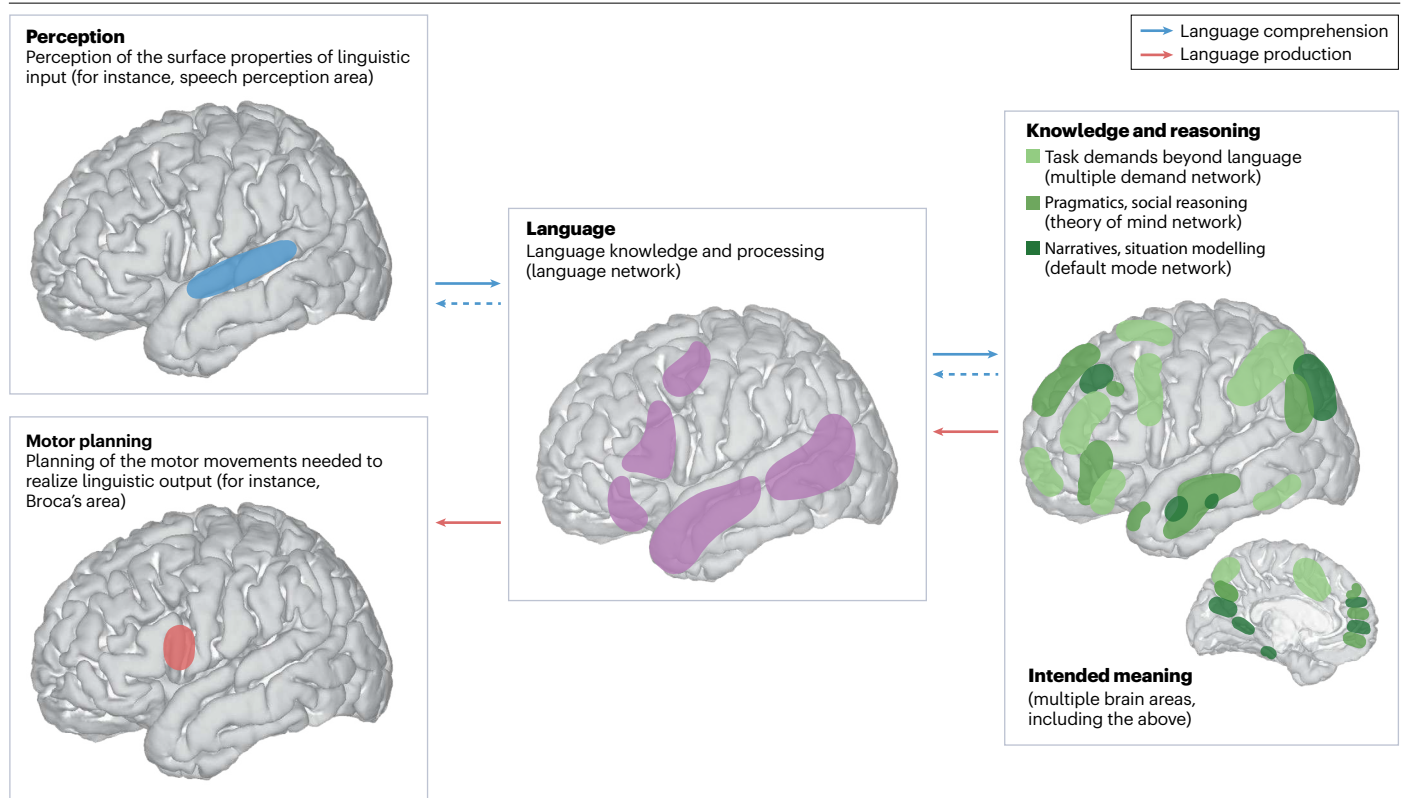 Perception
Perception of the surface properties of linguistic
input (for instance, speech perception area)
Language comprehension
Language production
Knowledge and reasoning
Task demands beyond language
(multiple demand network)
Pragmatics, social reasoning
(theory of mind network)
Narratives, situation modelling
(default mode network)
Language
Language knowledge and processing
(language network)
Motor planning
Planning of the motor movements needed to
realize linguistic output (for instance,
Broca's area)
Intended meaning
(multiple brain areas,
including the above)